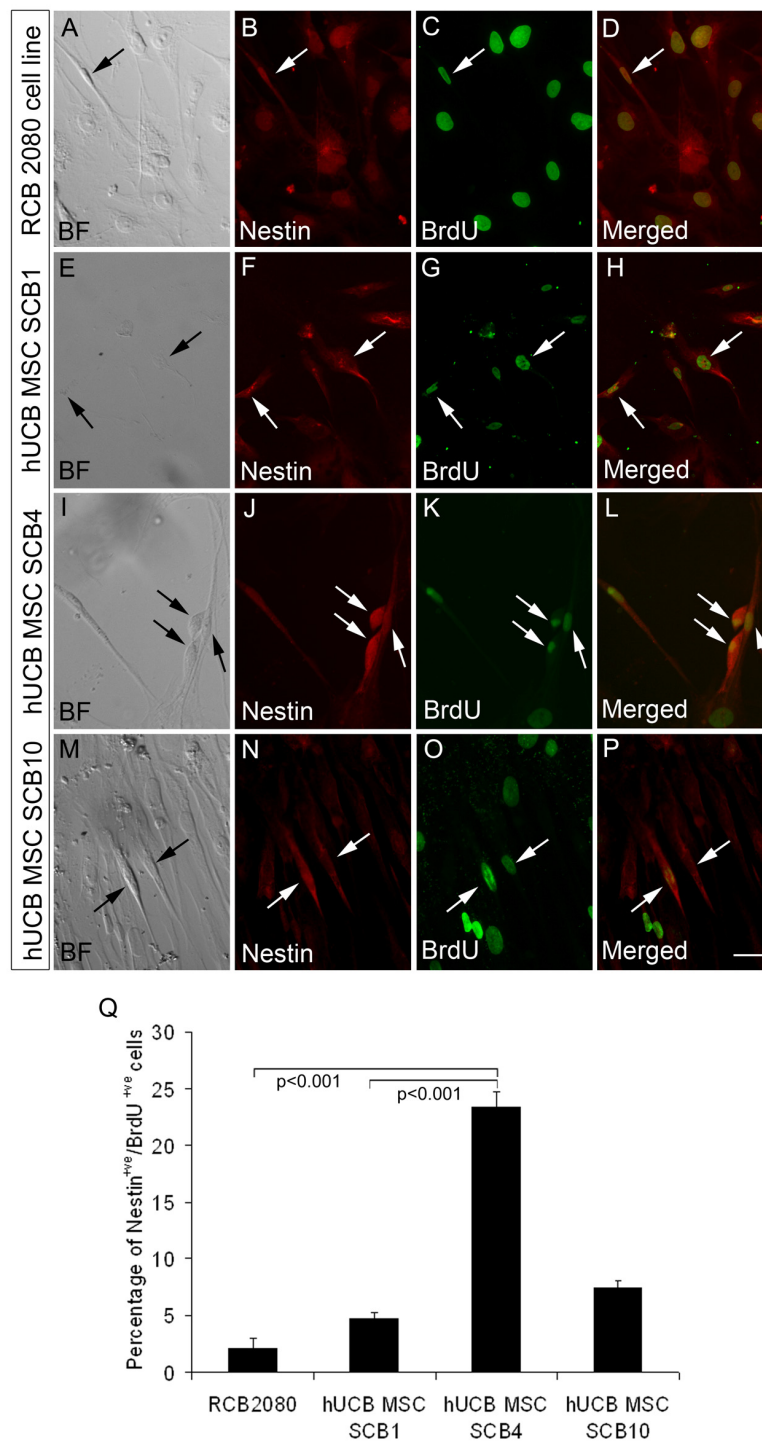 RCB 2080 cell line
A
BF
B
Nestin
C
BrdU
D
Merged
hUCB MSC SCB1
E
BF
F
Nestin
G
BrdU
H
Merged
hUCB MSC SCB4
I
BF
J
Nestin
K
BrdU
L
Merged
hUCB MSC SCB10
M
BF
N
Nestin
O
BrdU
P
Merged
Q
Percentage of Nestin+ve/BrdU +ve cells
30
25
20
15
10
5
0
p<0.001
p<0.001
RCB2080
hUCB MSC
SCB1
hUCB MSC
SCB4
hUCB MSC
SCB10